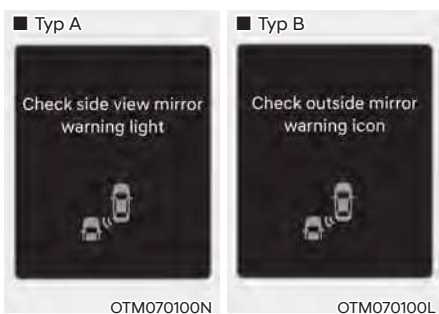 ■ Typ A
Check side view mirror
warning light
OTM070100N
■ Typ B
Check outside mirror
warning icon
OTM070100L